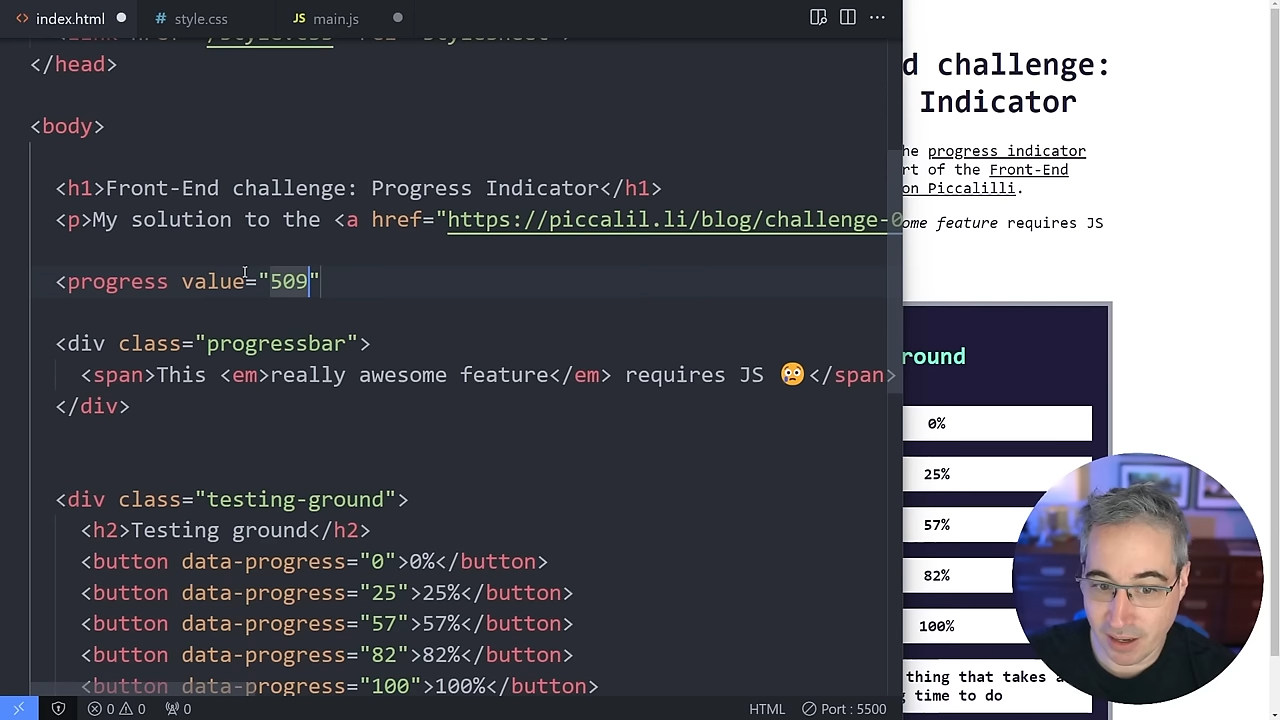 index.html
style.css
JS main.js
</head>
<body>
<h1>Front-End challenge: Progress Indicator</h1>
<p>My solution to the <a href="https://piccalil.li/blog/challenge-0
<progress value="509"
<div class="progressbar">
<span>This <em>really awesome feature</em> requires JS 😢</span>
</div>
<div class="testing-ground">
<h2>Testing ground</h2>
<button data-progress="0">0%</button>
<button data-progress="25">25%</button>
<button data-progress="57">57%</button>
<button data-progress="82">82%</button>
<button data-progress="100">100%</button>
0 0
0
HTML
Port : 5500
d challenge:
Indicator
he progress indicator
rt of the Front-End
on Piccalilli.
ome feature requires JS
round
0%
25%
57%
82%
100%
thing that takes a
g time to do